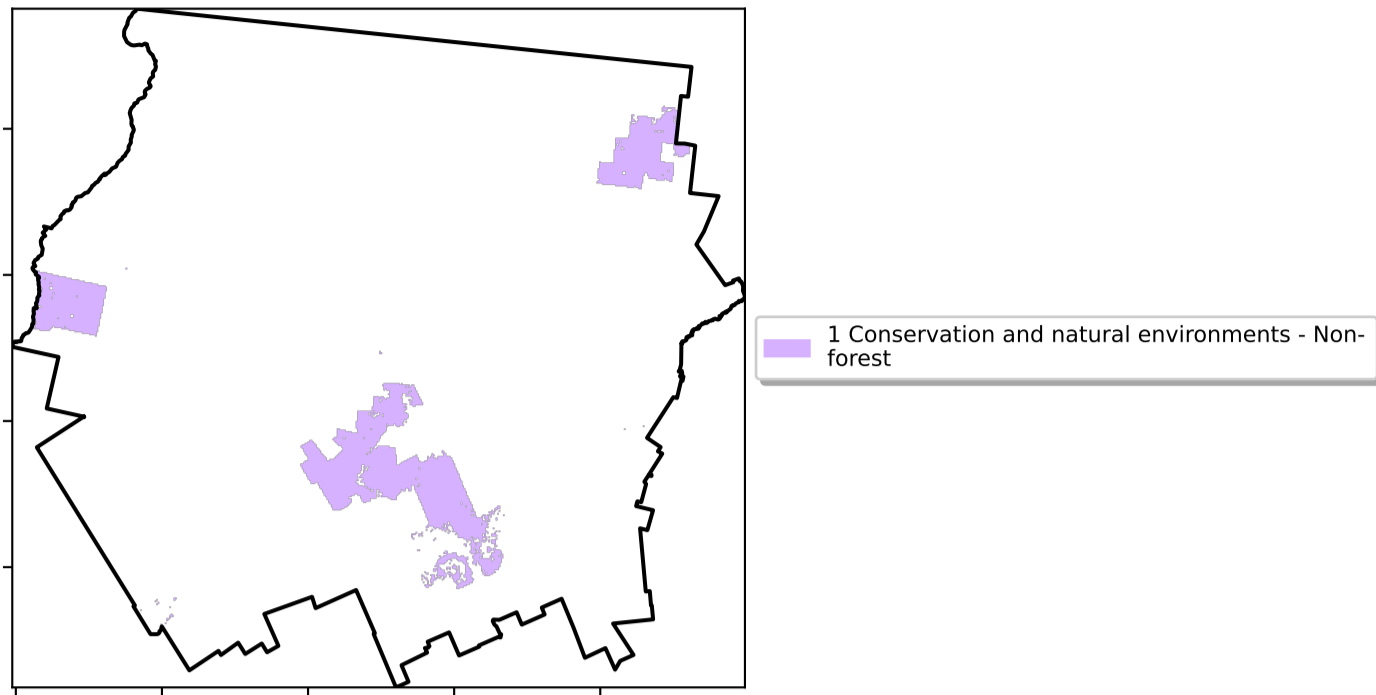 1 Conservation and natural environments - Non-
forest